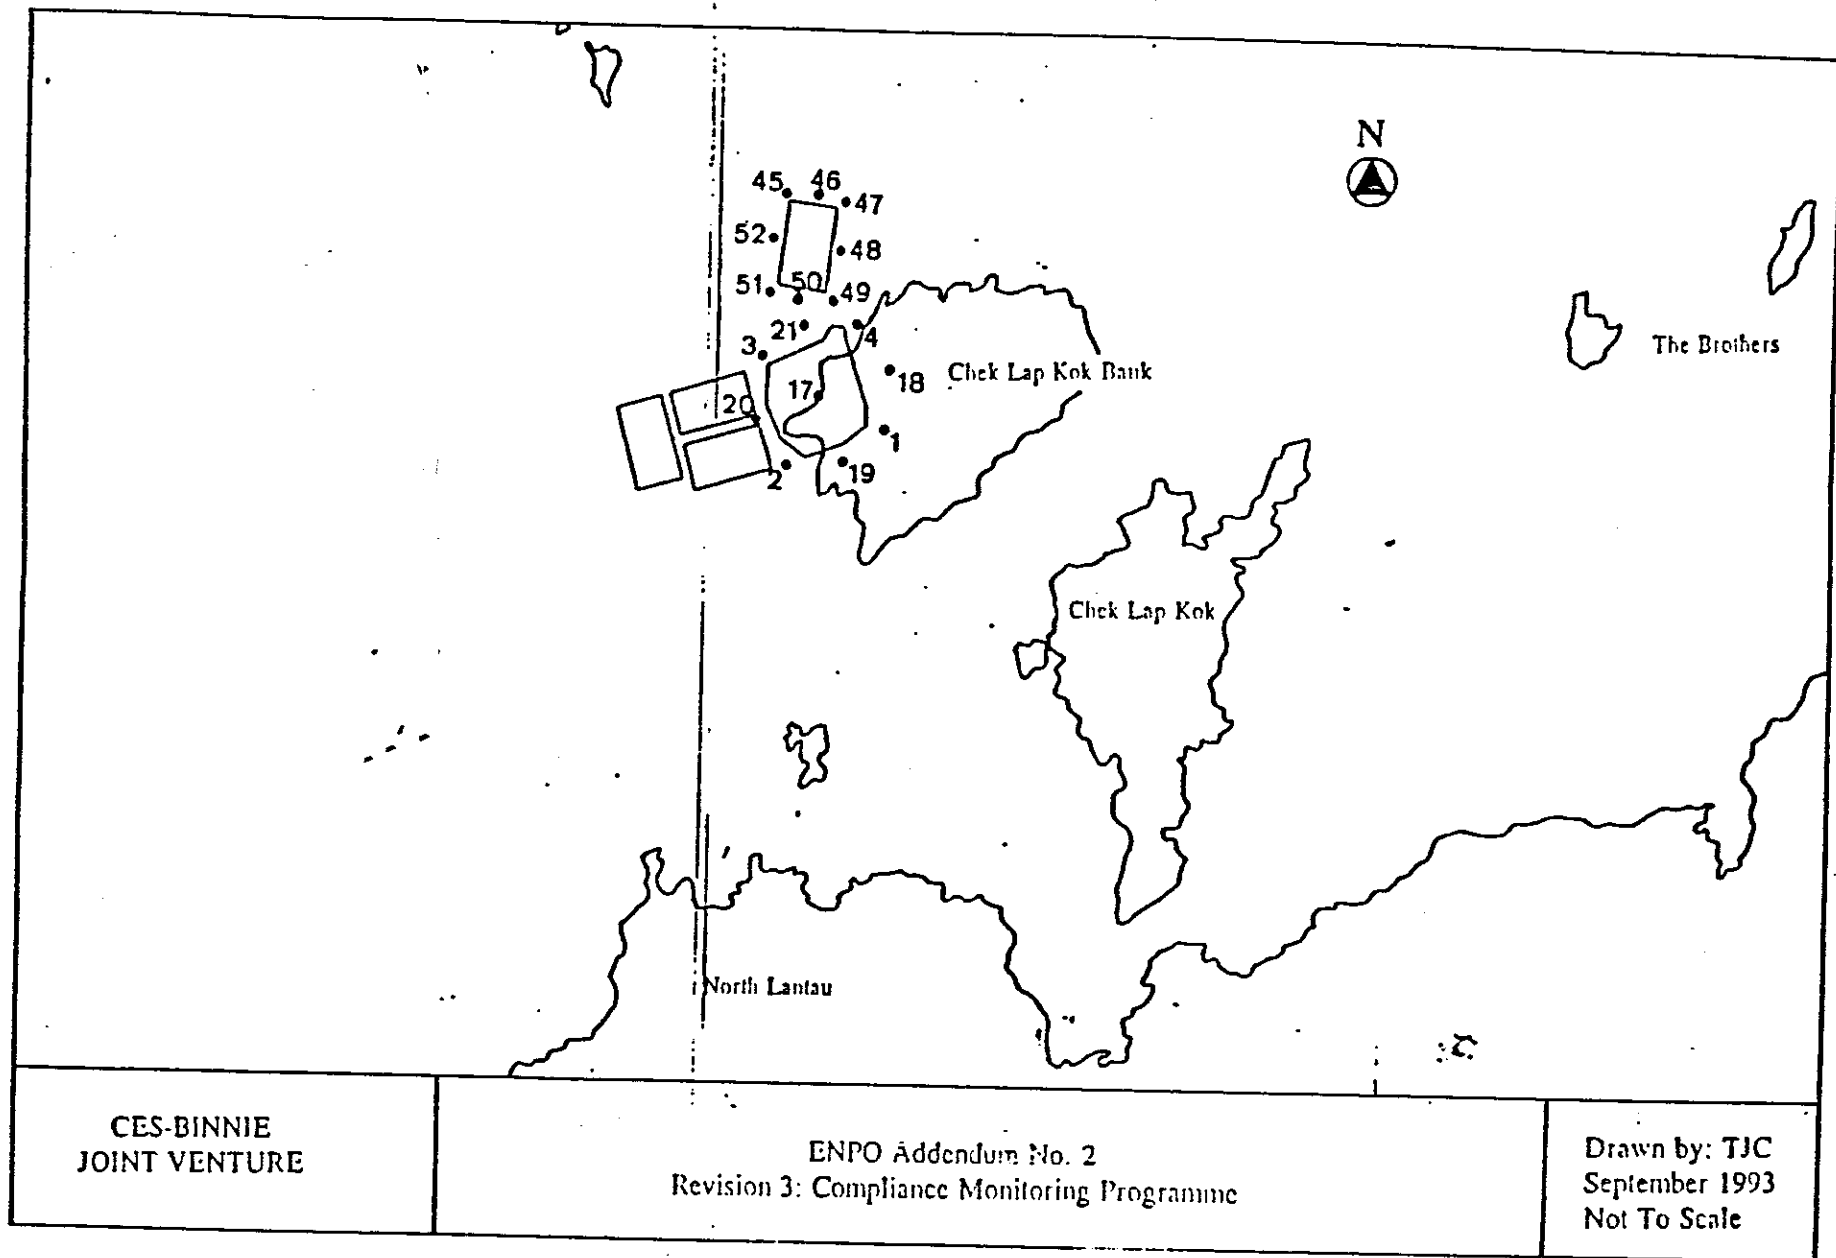 N
45
46
47
52
48
51
50
49
21
4
3
18
Chek Lap Kok Bank
The Brothers
17
20
1
19
2
Chek Lap Kok
North Lantau
CES-BINNIE
JOINT VENTURE
ENPO Addendum No. 2
Revision 3: Compliance Monitoring Programme
Drawn by: TJC
September 1993
Not To Scale